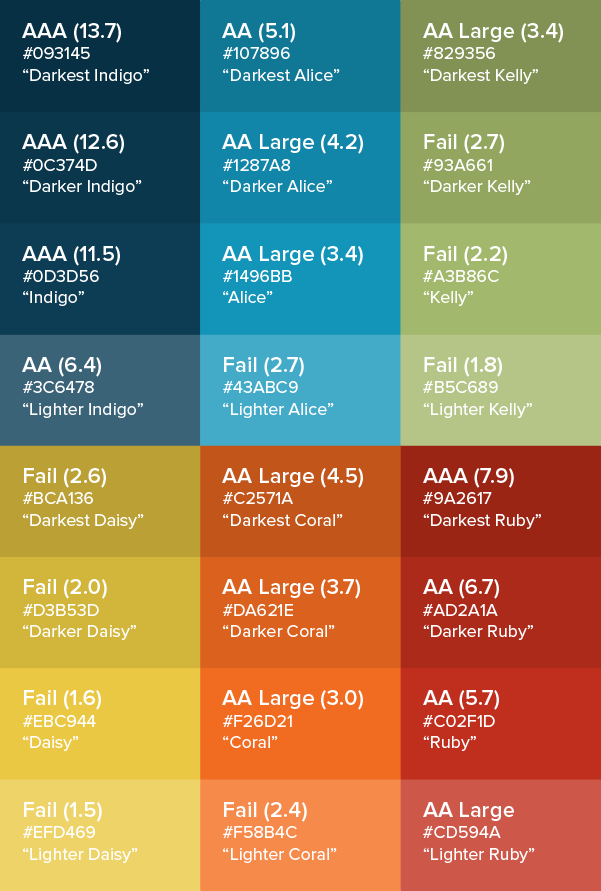 AAA (13.7)
#093145
“Darkest Indigo”
AA (5.1)
#107896
“Darkest Alice”
AA Large (3.4)
#829356
“Darkest Kelly”
AAA (12.6)
#0C374D
“Darker Indigo”
AA Large (4.2)
#1287A8
“Darker Alice”
Fail (2.7)
#93A661
“Darker Kelly”
AAA (11.5)
#0D3D56
“Indigo”
AA Large (3.4)
#1496BB
“Alice”
Fail (2.2)
#A3B86C
“Kelly”
AA (6.4)
#3C6478
“Lighter Indigo”
Fail (2.7)
#43ABC9
“Lighter Alice”
Fail (1.8)
#B5C689
“Lighter Kelly”
Fail (2.6)
#BCA136
“Darkest Daisy”
AA Large (4.5)
#C2571A
“Darkest Coral”
AAA (7.9)
#9A2617
“Darkest Ruby”
Fail (2.0)
#D3B53D
“Darker Daisy”
AA Large (3.7)
#DA621E
“Darker Coral”
AA (6.7)
#AD2A1A
“Darker Ruby”
Fail (1.6)
#EBC944
“Daisy”
AA Large (3.0)
#F26D21
“Coral”
AA (5.7)
#C02F1D
“Ruby”
Fail (1.5)
#EFD469
“Lighter Daisy”
Fail (2.4)
#F58B4C
“Lighter Coral”
AA Large
#CD594A
“Lighter Ruby”